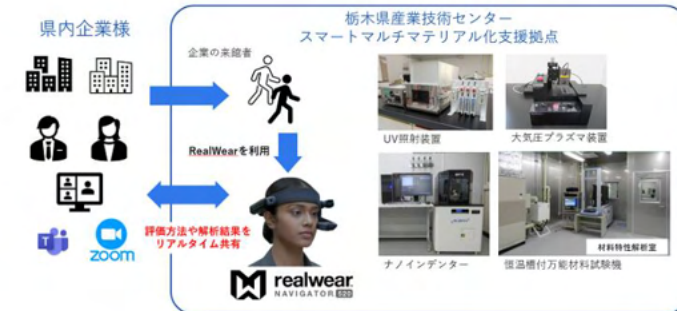 県内企業様
栃木県産業技術センター
スマートマルチマテリアル化支援拠点
企業の来館者
RealWearを利用
UV照射装置
大気圧プラズマ装置
評価方法や解析結果を
リアルタイム共有
zoom
材料特性解析室
ナノインデンター
恒温槽付万能材料試験機
realwear
NAVIGATOR 520